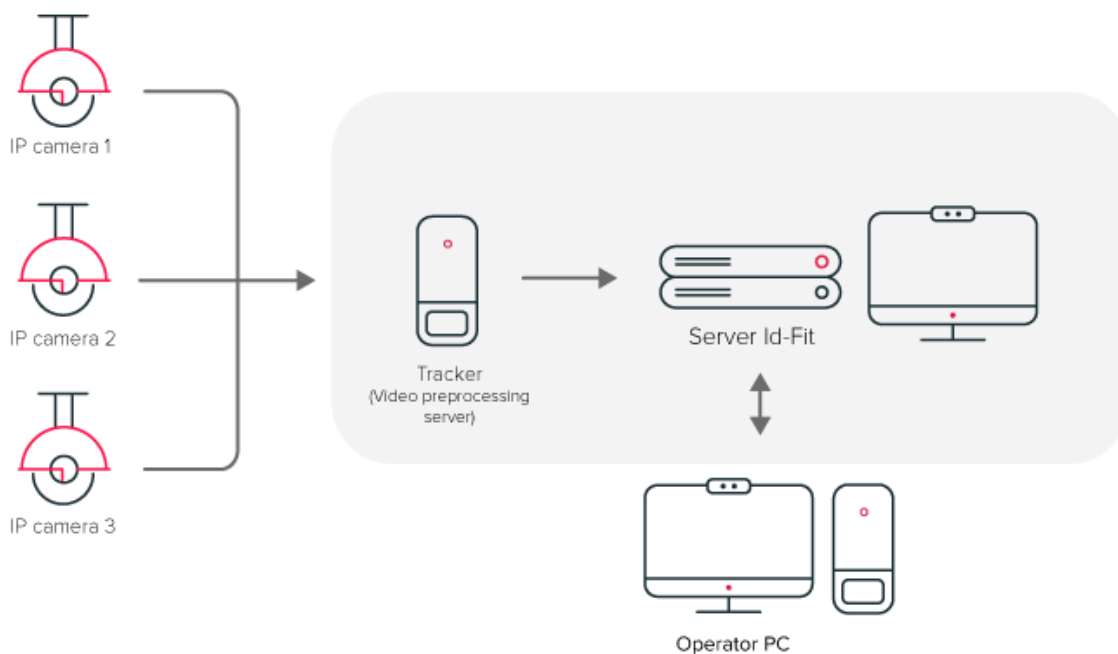 IP camera 1
IP camera 2
IP camera 3
Tracker
(Video preprocessing
server)
Server Id-Fit
Operator PC